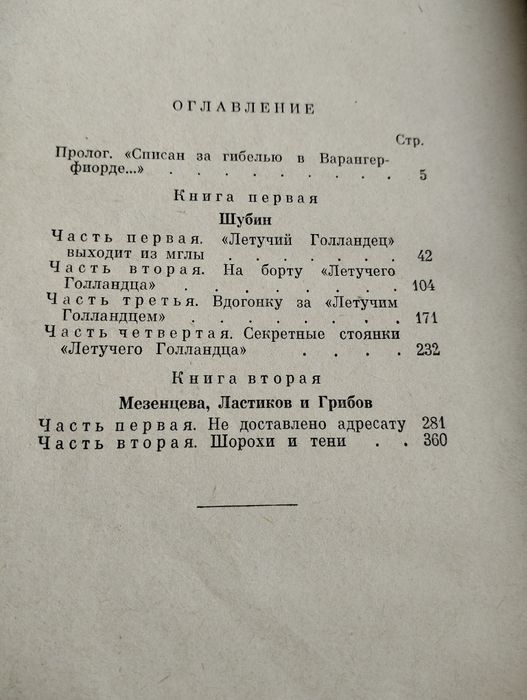 ОГЛАВЛЕНИЕ
Стр.
Пролог. «Списан за гибелью в Варангер-
фиорде...» . . . . . . . . . 5
Книга первая
Шубин
Часть первая. «Летучий Голландец»
выходит из мглы . . . . . . . 42
Часть вторая. На борту «Летучего
Голландца» . . . . . . . . 104
Часть третья. Вдогонку за «Летучим
Голландцем» . . . . . . . 171
Часть четвертая. Секретные стоянки
«Летучего Голландца» . . . . 232
Книга вторая
Мезенцева, Ластиков и Грибов
Часть первая. Не доставлено адресату 281
Часть вторая. Шорохи и тени . . 360